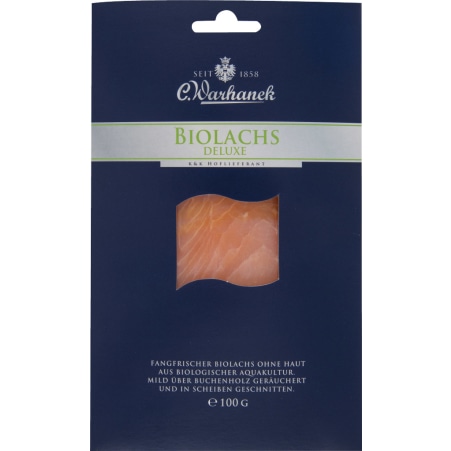 SEIT 1858
C. Warhanek
BIOLACHS
DELUXE
K&K HOFLIEFERANT
FANGFRISCHER BIOLACHS OHNE HAUT
AUS BIOLOGISCHER AQUAKULTUR.
MILD ÜBER BUCHENHOLZ GERÄUCHERT
UND IN SCHEIBEN GESCHNITTEN.
℮ 100 G